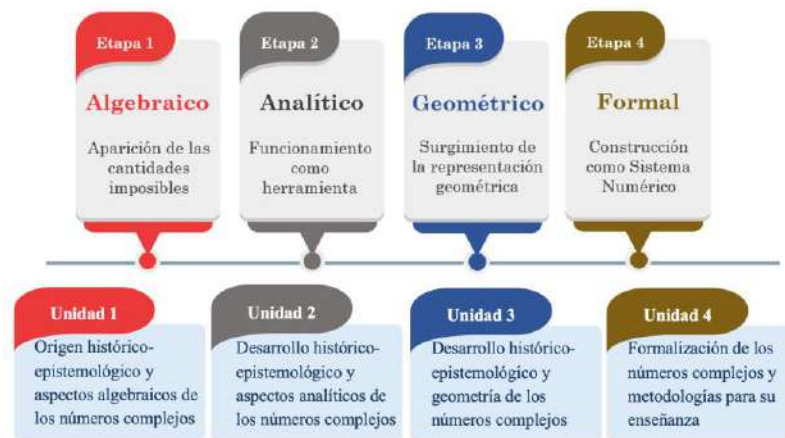 Etapa 1
Algebraico
Aparición de las
cantidades
imposibles
Etapa 2
Analítico
Funcionamiento
como
herramienta
Etapa 3
Geométrico
Surgimiento de
la representación
geométrica
Etapa 4
Formal
Construcción
como Sistema
Numérico
Unidad 1
Origen histórico-
epistemológico y
aspectos algebraicos de
los números complejos
Unidad 2
Desarrollo histórico-
epistemológico y
aspectos analíticos de
los números complejos
Unidad 3
Desarrollo histórico-
epistemológico y
geometría de los
números complejos
Unidad 4
Formalización de los
números complejos y
metodologías para su
enseñanza